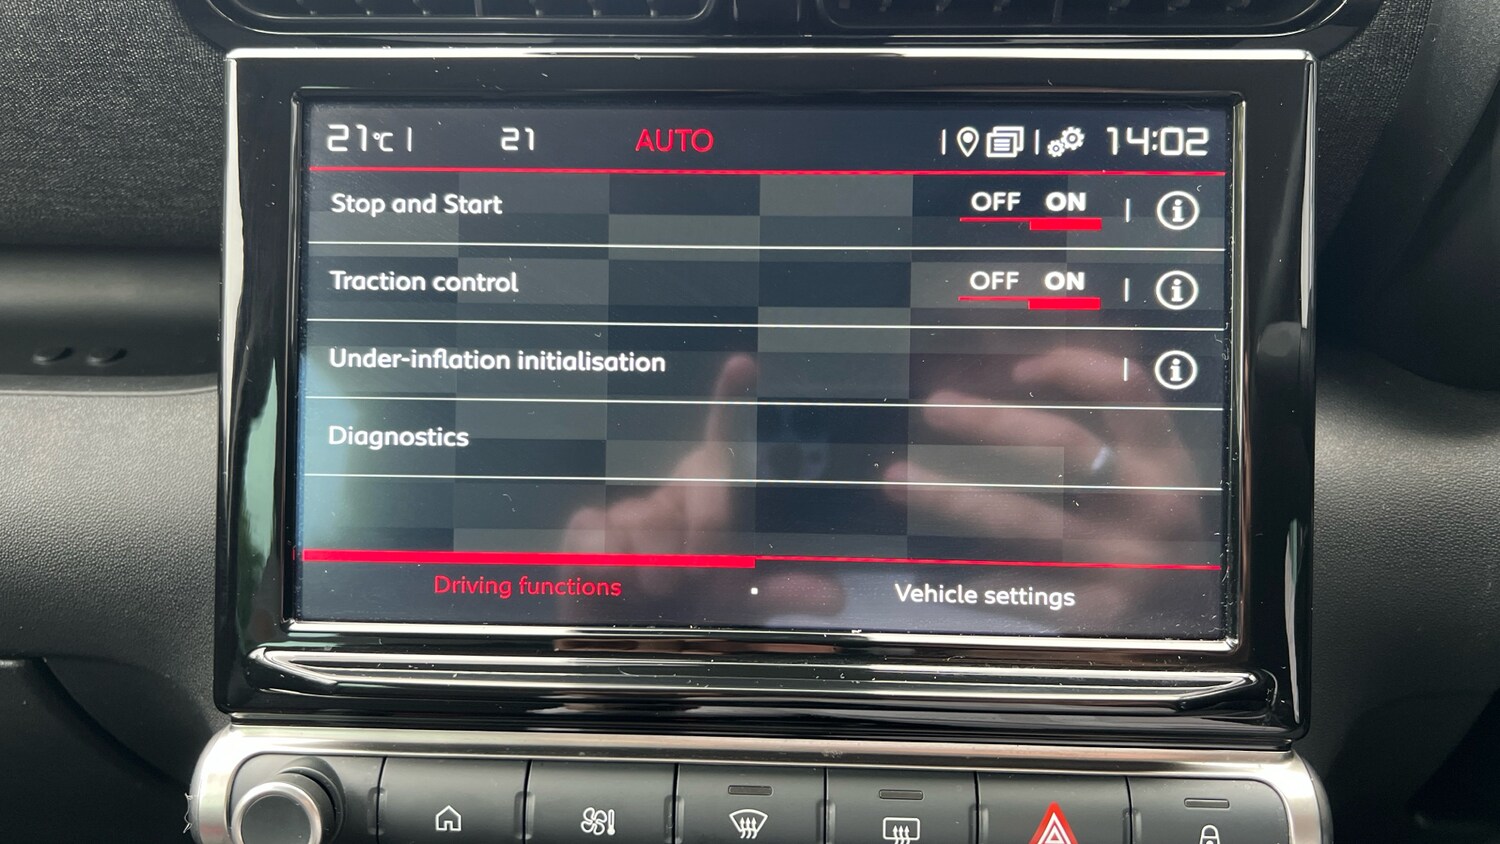 21°C 21 AUTO 14:02
Stop and Start OFF ON i
Traction control OFF ON i
Under-inflation initialisation i
Diagnostics
Driving functions Vehicle settings